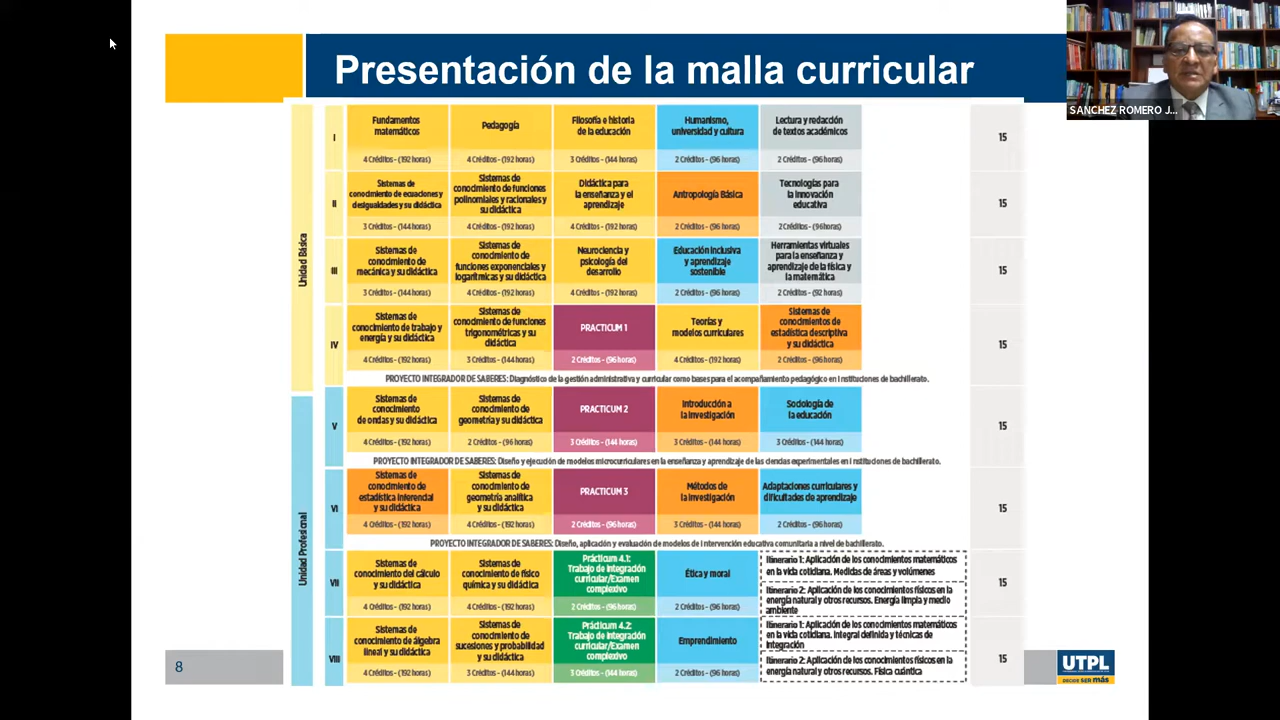 Presentación de la malla curricular
SANCHEZ ROMERO J...
Unidad Básica
I
Fundamentos
matemáticos
4 Créditos - (192 horas)
Pedagogía
4 Créditos - (192 horas)
Filosofía e historia
de la educación
3 Créditos - (144 horas)
Humanismo,
universidad y cultura
2 Créditos - (96 horas)
Lectura y redacción
de textos académicos
2 Créditos - (96 horas)
15
II
Sistemas de
conocimiento de ecuaciones y
desigualdades y su didáctica
3 Créditos - (144 horas)
Sistemas de
conocimiento de funciones
polinomiales y racionales y
su didáctica
4 Créditos - (192 horas)
Didáctica para
la enseñanza y el
aprendizaje
4 Créditos - (192 horas)
Antropología Básica
2 Créditos - (96 horas)
Tecnologías para
la innovación
educativa
2 Créditos - (96horas)
15
III
Sistemas de
conocimiento de
mecánica y su didáctica
3 Créditos - (144 horas)
Sistemas de
conocimiento de
funciones exponenciales y
logarítmicas y su didáctica
4 Créditos - (192 horas)
Neurociencia y
psicología del
desarrollo
4 Créditos - (192 horas)
Educación inclusiva
y aprendizaje
sostenible
2 Créditos - (96 horas)
Herramientas virtuales
para la enseñanza y
aprendizaje de la física y
la matemática
2 Créditos - (92 horas)
15
IV
Sistemas de
conocimiento de trabajo y
energía y su didáctica
4 Créditos - (192 horas)
Sistemas de
conocimiento de funciones
trigonométricas y su
didáctica
3 Créditos - (144 horas)
PRACTICUM 1
2 Créditos - (96 horas)
Teorías y
modelos curriculares
4 Créditos - (192 horas)
Sistemas de
conocimientos de
estadística descriptiva
y su didáctica
2 Créditos - (96 horas)
15
PROYECTO INTEGRADOR DE SABERES: Diagnóstico de la gestión administrativa y curricular como bases para el acompañamiento pedagógico en instituciones de bachillerato.
Unidad Profesional
V
Sistemas de
conocimiento
de ondas y su didáctica
4 Créditos - (192 horas)
Sistemas de
conocimiento de
geometría y su didáctica
2 Créditos - (96 horas)
PRACTICUM 2
3 Créditos - (144 horas)
Introducción a
la investigación
3 Créditos - (144 horas)
Sociología de
la educación
3 Créditos - (144 horas)
15
PROYECTO INTEGRADOR DE SABERES: Diseño y ejecución de modelos microcurriculares en la enseñanza y aprendizaje de las ciencias experimentales en instituciones de bachillerato.
VI
Sistemas de
conocimiento de
estadística inferencial
y su didáctica
4 Créditos - (192 horas)
Sistemas de
conocimiento de
geometría analítica
y su didáctica
4 Créditos - (192 horas)
PRACTICUM 3
2 Créditos - (96 horas)
Métodos de
la investigación
3 Créditos - (144 horas)
Adaptaciones curriculares y
dificultades de aprendizaje
2 Créditos - (96 horas)
15
PROYECTO INTEGRADOR DE SABERES: Diseño, aplicación y evaluación de modelos de intervención educativa comunitaria a nivel de bachillerato.
VII
Sistemas de
conocimiento del cálculo
y su didáctica
4 Créditos - (192 horas)
Sistemas de
conocimiento de físico
química y su didáctica
4 Créditos - (192 horas)
Prácticum 4.1:
Trabajo de integración
curricular/Examen
complexivo
2 Créditos - (96 horas)
Ética y moral
2 Créditos - (96 horas)
Itinerario 1: Aplicación de los conocimientos matemáticos
en la vida cotidiana. Medidas de áreas y volúmenes
Itinerario 2: Aplicación de los conocimientos físicos en la
energía natural y otros recursos. Energía limpia y medio
ambiente
15
VIII
Sistemas de
conocimiento de álgebra
lineal y su didáctica
4 Créditos - (192 horas)
Sistemas de
conocimiento de
sucesiones y probabilidad
y su didáctica
3 Créditos - (144 horas)
Prácticum 4.2:
Trabajo de integración
curricular/Examen
complexivo
3 Créditos - (144 horas)
Emprendimiento
2 Créditos - (96 horas)
Itinerario 1: Aplicación de los conocimientos matemáticos
en la vida cotidiana. Integral definida y técnicas de
integración
Itinerario 2: Aplicación de los conocimientos físicos en la
energía natural y otros recursos. Física cuántica
15
8
UTPL
DECIDE SER más